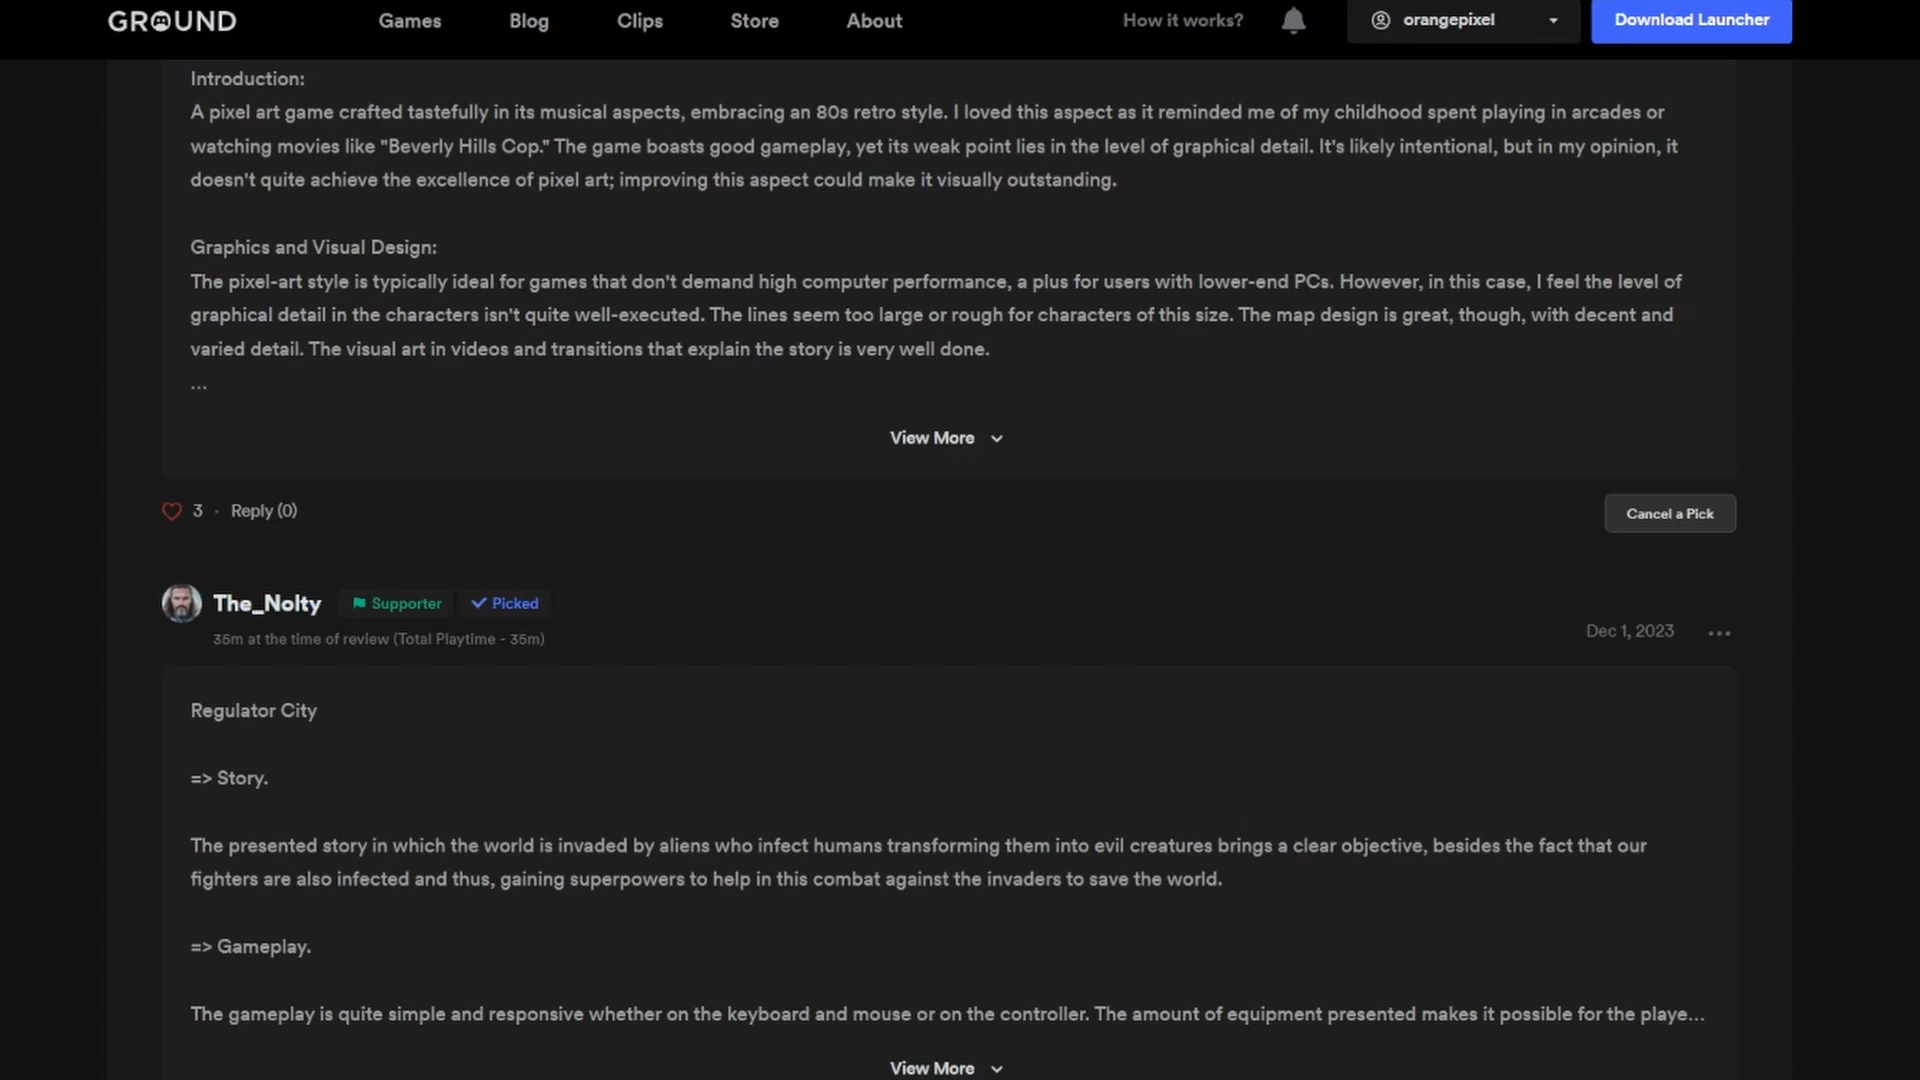 GROUND Games Blog Clips Store About How it works? orangepixel Download Launcher
Introduction:
A pixel art game crafted tastefully in its musical aspects, embracing an 80s retro style. I loved this aspect as it reminded me of my childhood spent playing in arcades or
watching movies like "Beverly Hills Cop." The game boasts good gameplay, yet its weak point lies in the level of graphical detail. It's likely intentional, but in my opinion, it
doesn't quite achieve the excellence of pixel art; improving this aspect could make it visually outstanding.
Graphics and Visual Design:
The pixel-art style is typically ideal for games that don't demand high computer performance, a plus for users with lower-end PCs. However, in this case, I feel the level of
graphical detail in the characters isn't quite well-executed. The lines seem too large or rough for characters of this size. The map design is great, though, with decent and
varied detail. The visual art in videos and transitions that explain the story is very well done.
...
View More
3 · Reply (0) Cancel a Pick
The_Nolty Supporter Picked
35m at the time of review (Total Playtime - 35m) Dec 1, 2023
Regulator City
=> Story.
The presented story in which the world is invaded by aliens who infect humans transforming them into evil creatures brings a clear objective, besides the fact that our
fighters are also infected and thus, gaining superpowers to help in this combat against the invaders to save the world.
=> Gameplay.
The gameplay is quite simple and responsive whether on the keyboard and mouse or on the controller. The amount of equipment presented makes it possible for the playe...
View More